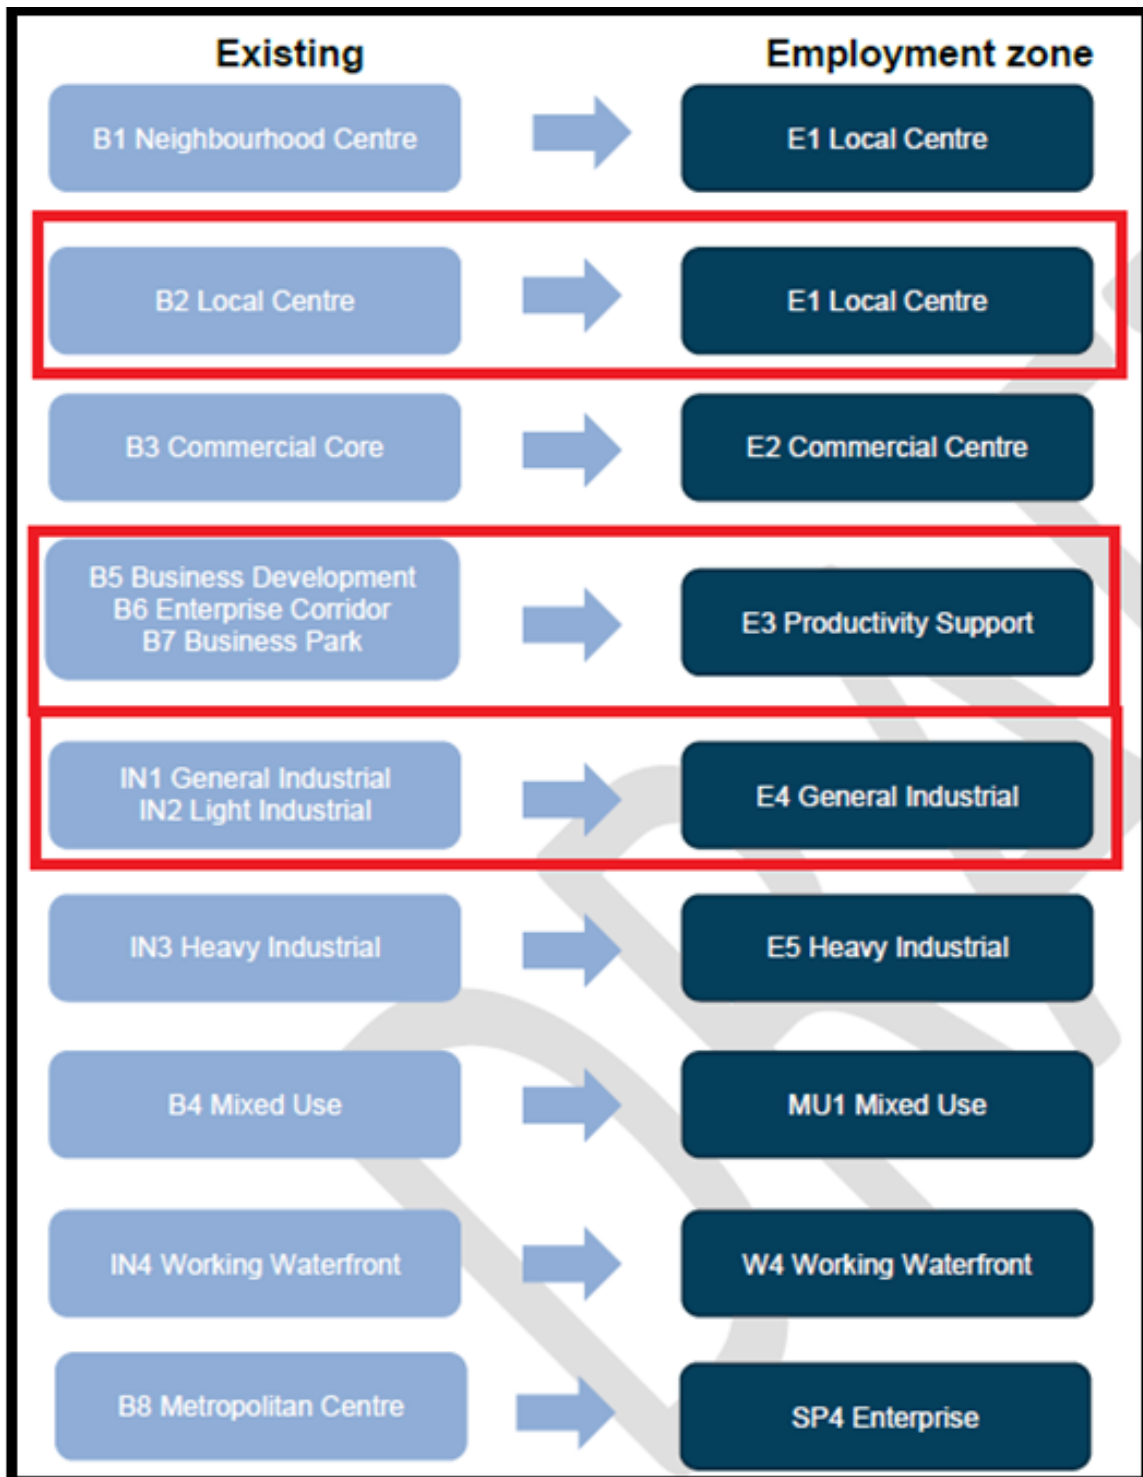 Existing
Employment zone
B1 Neighbourhood Centre
E1 Local Centre
B2 Local Centre
E1 Local Centre
B3 Commercial Core
E2 Commercial Centre
B5 Business Development
B6 Enterprise Corridor
B7 Business Park
E3 Productivity Support
IN1 General Industrial
IN2 Light Industrial
E4 General Industrial
IN3 Heavy Industrial
E5 Heavy Industrial
B4 Mixed Use
MU1 Mixed Use
IN4 Working Waterfront
W4 Working Waterfront
B8 Metropolitan Centre
SP4 Enterprise